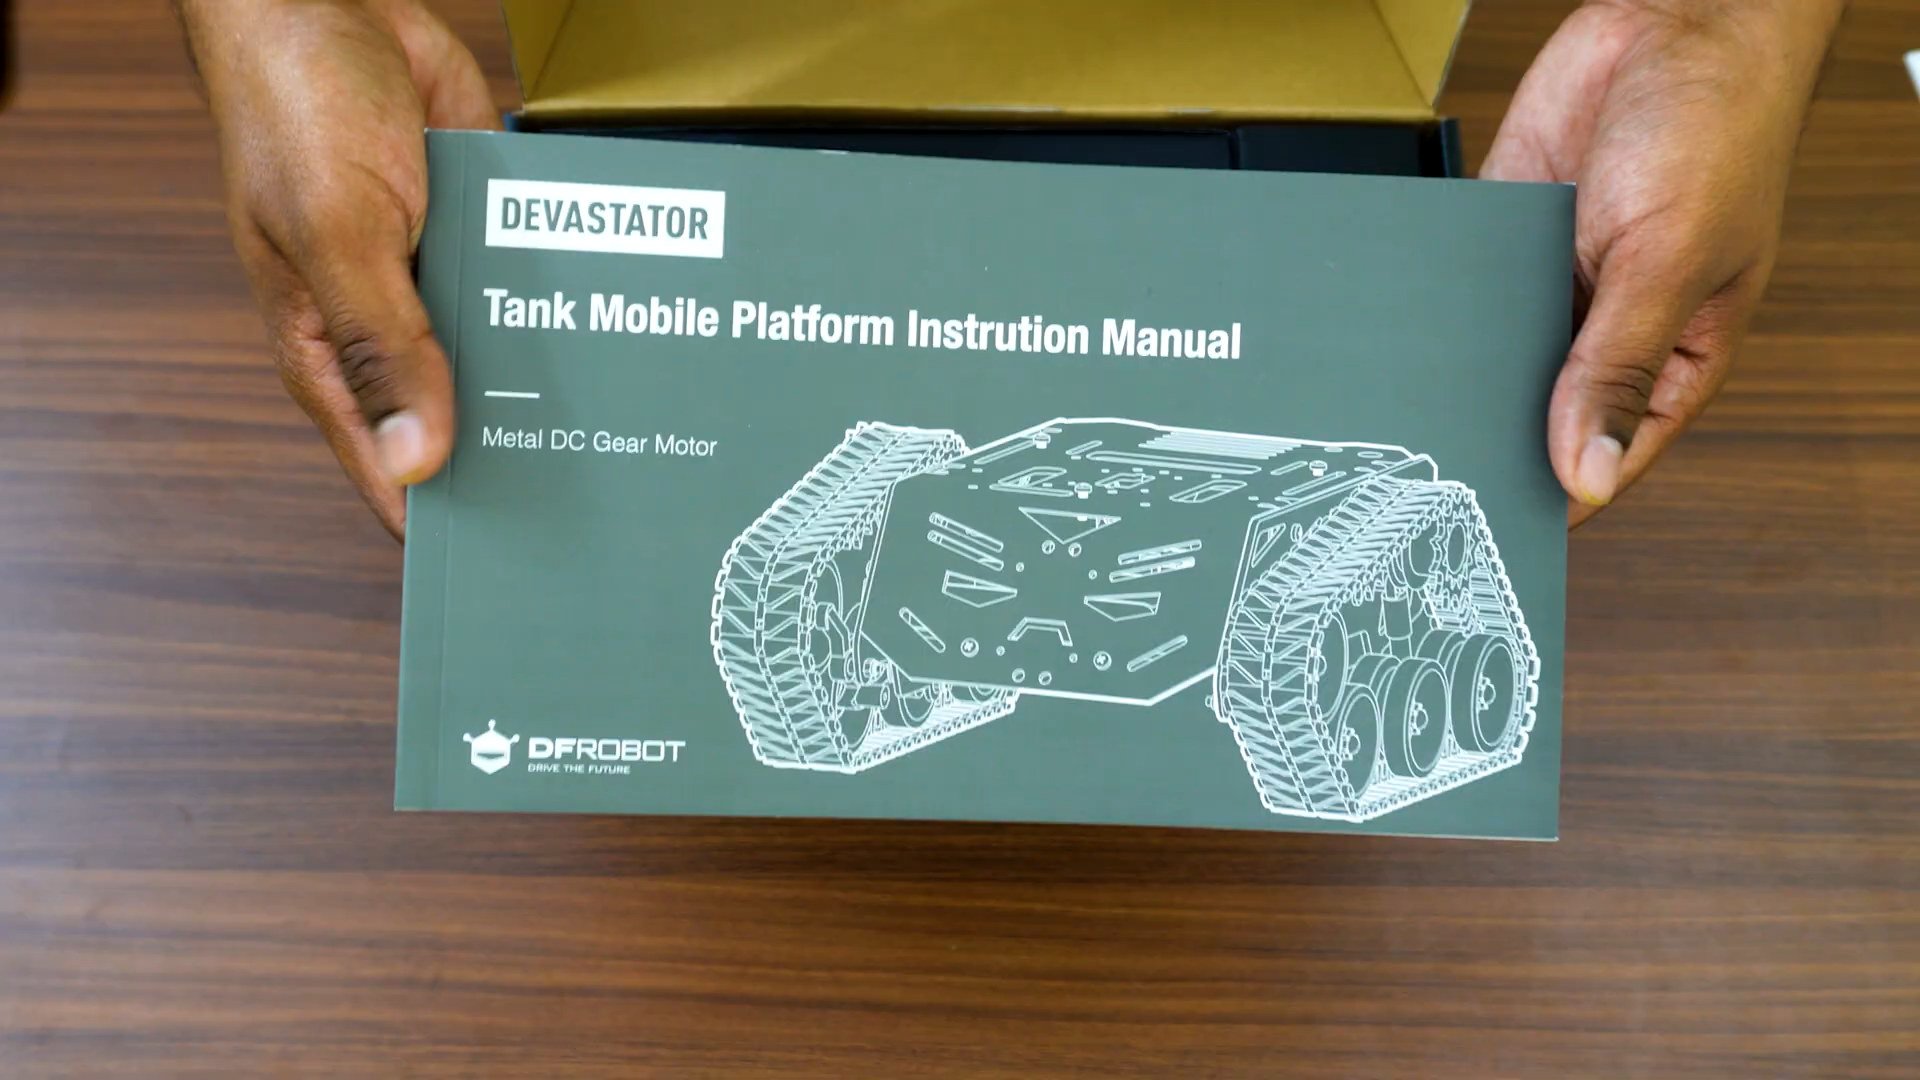 DEVASTATOR
Tank Mobile Platform Instrution Manual
Metal DC Gear Motor
DFROBOT
DRIVE THE FUTURE